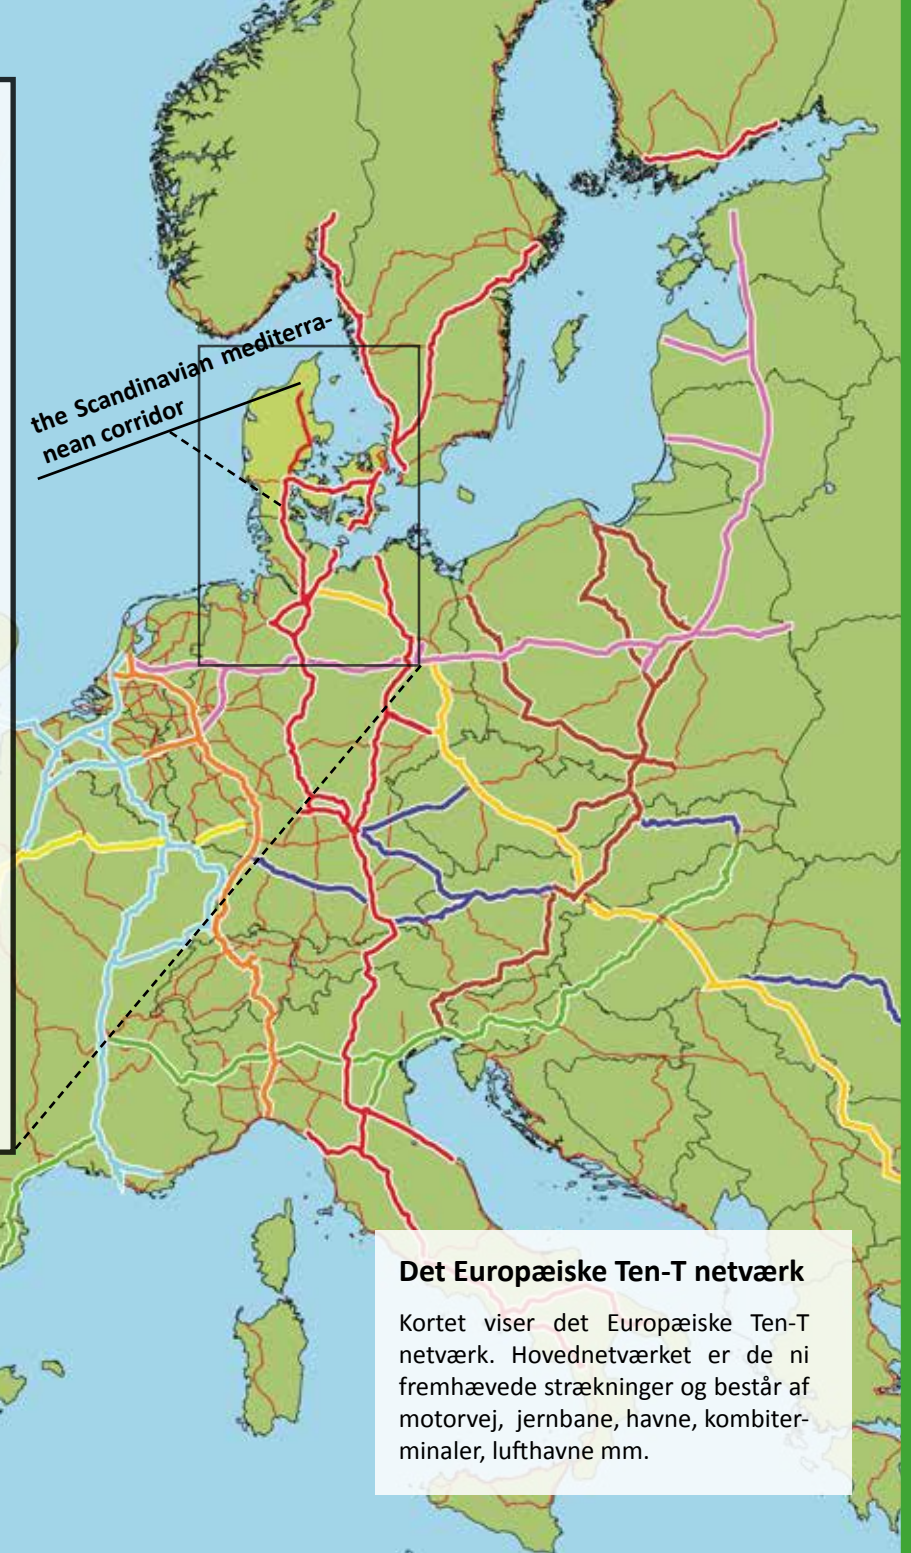 the Scandinavian mediterra-
nean corridor
Det Europæiske Ten-T netværk
Kortet viser det Europæiske Ten-T
netværk. Hovednetværket er de ni
fremhævede strækninger og består af
motorvej, jernbane, havne, kombiter-
minaler, lufthavne mm.